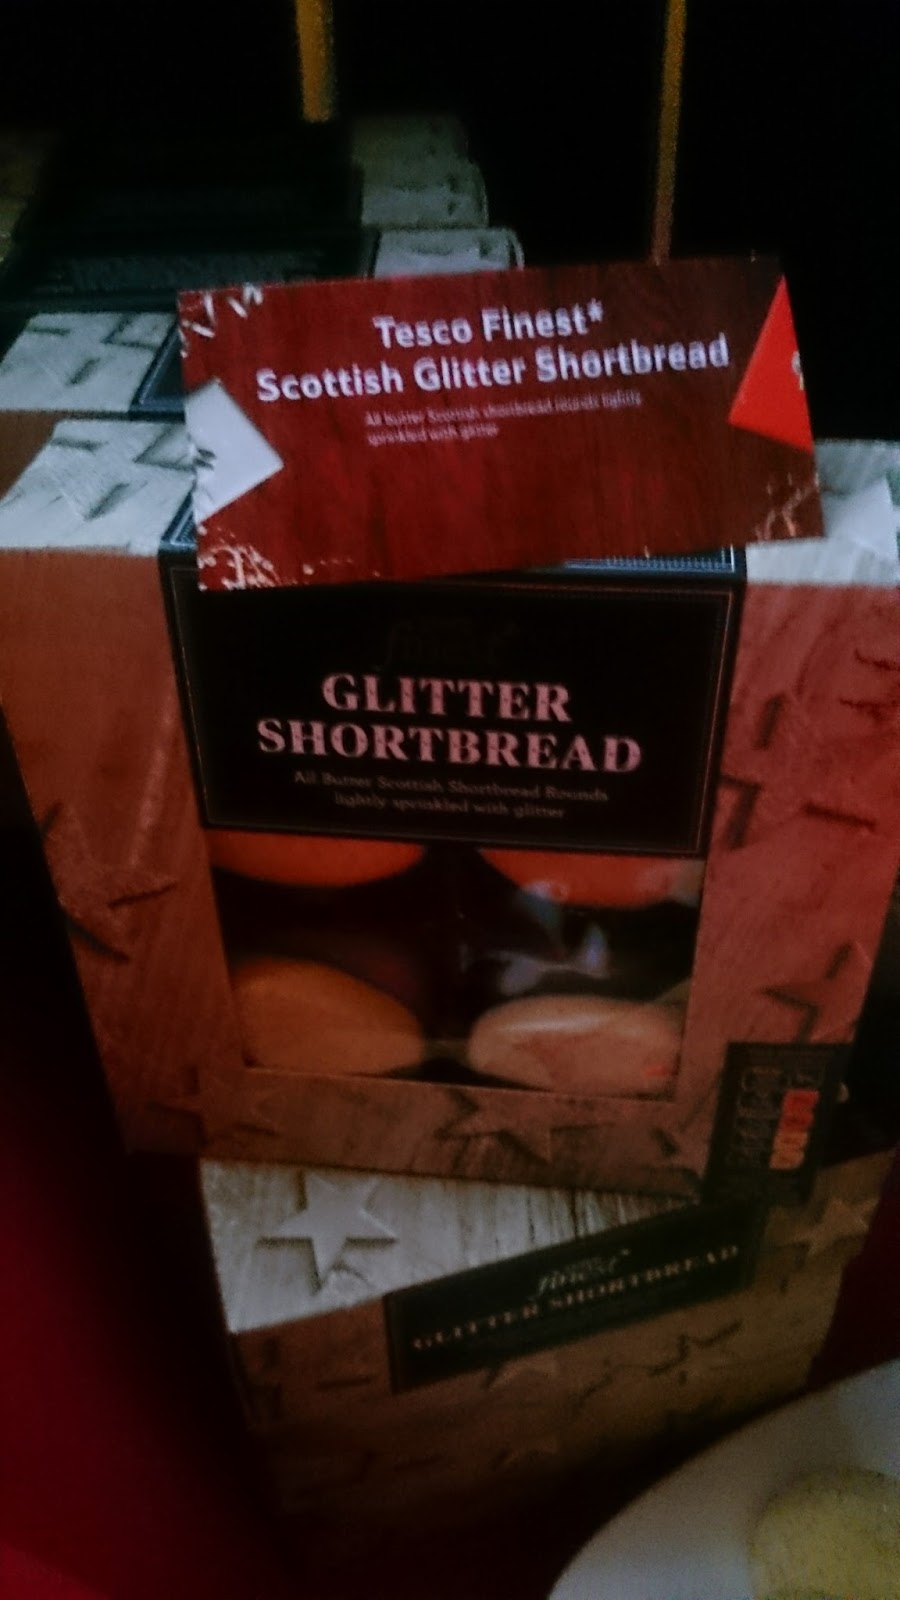 Tesco Finest*
Scottish Glitter Shortbread
All butter Scottish shortbread rounds lightly
sprinkled with glitter
finest*
GLITTER
SHORTBREAD
All Butter Scottish Shortbread Rounds
lightly sprinkled with glitter
finest*
GLITTER SHORTBREAD